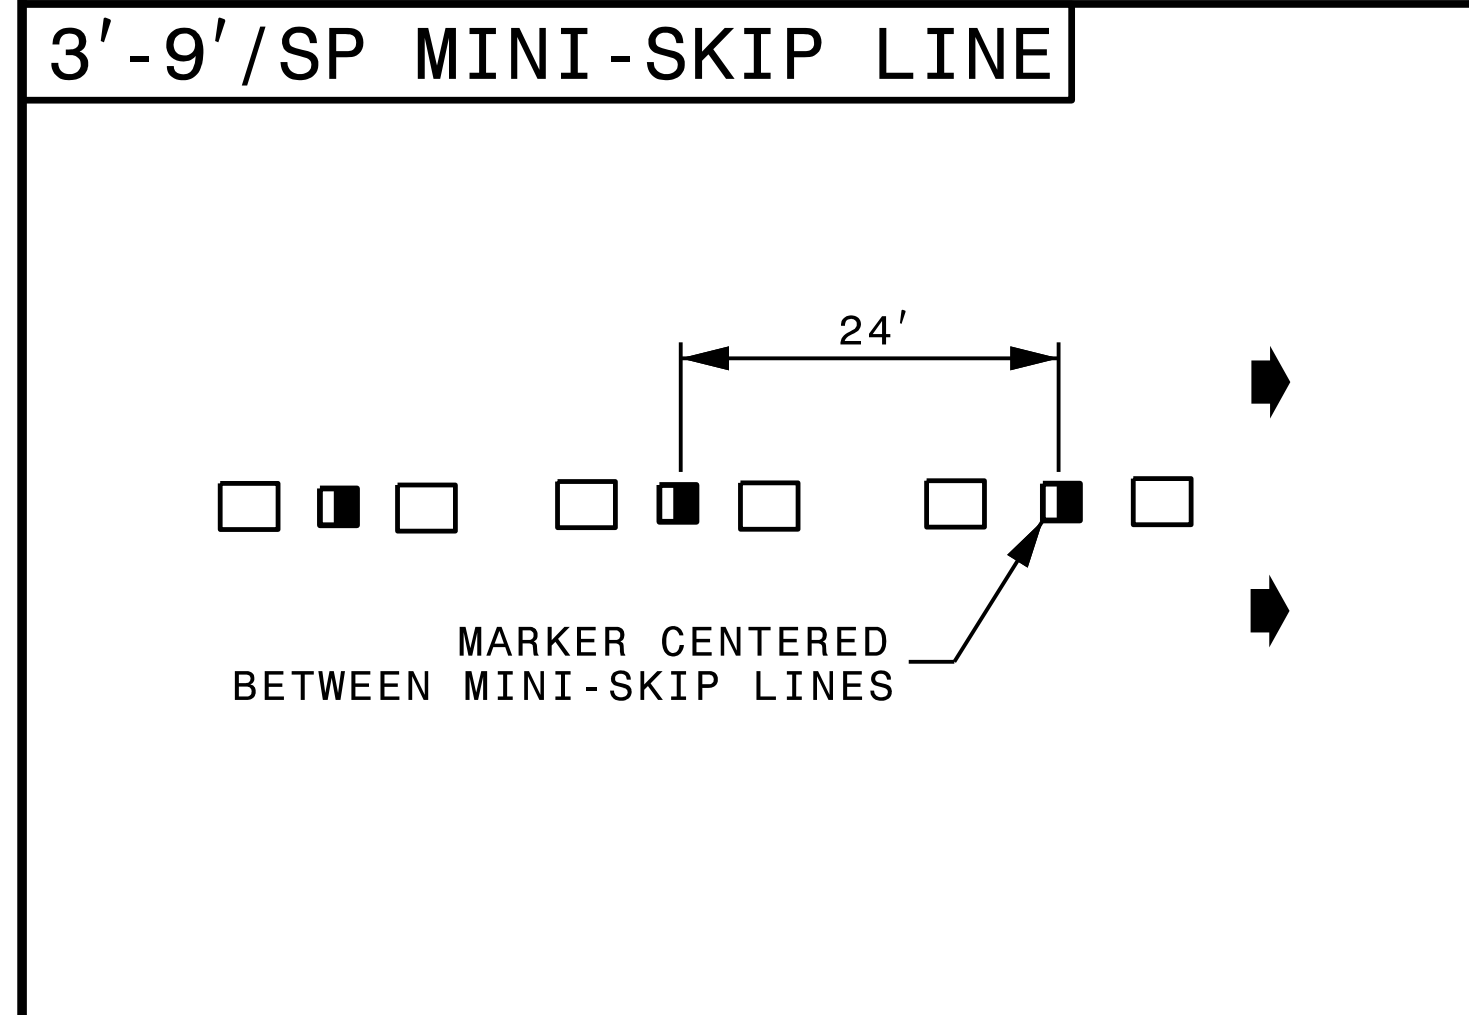 3'-9'/SP MINI-SKIP LINE
24'
MARKER CENTERED
BETWEEN MINI-SKIP LINES